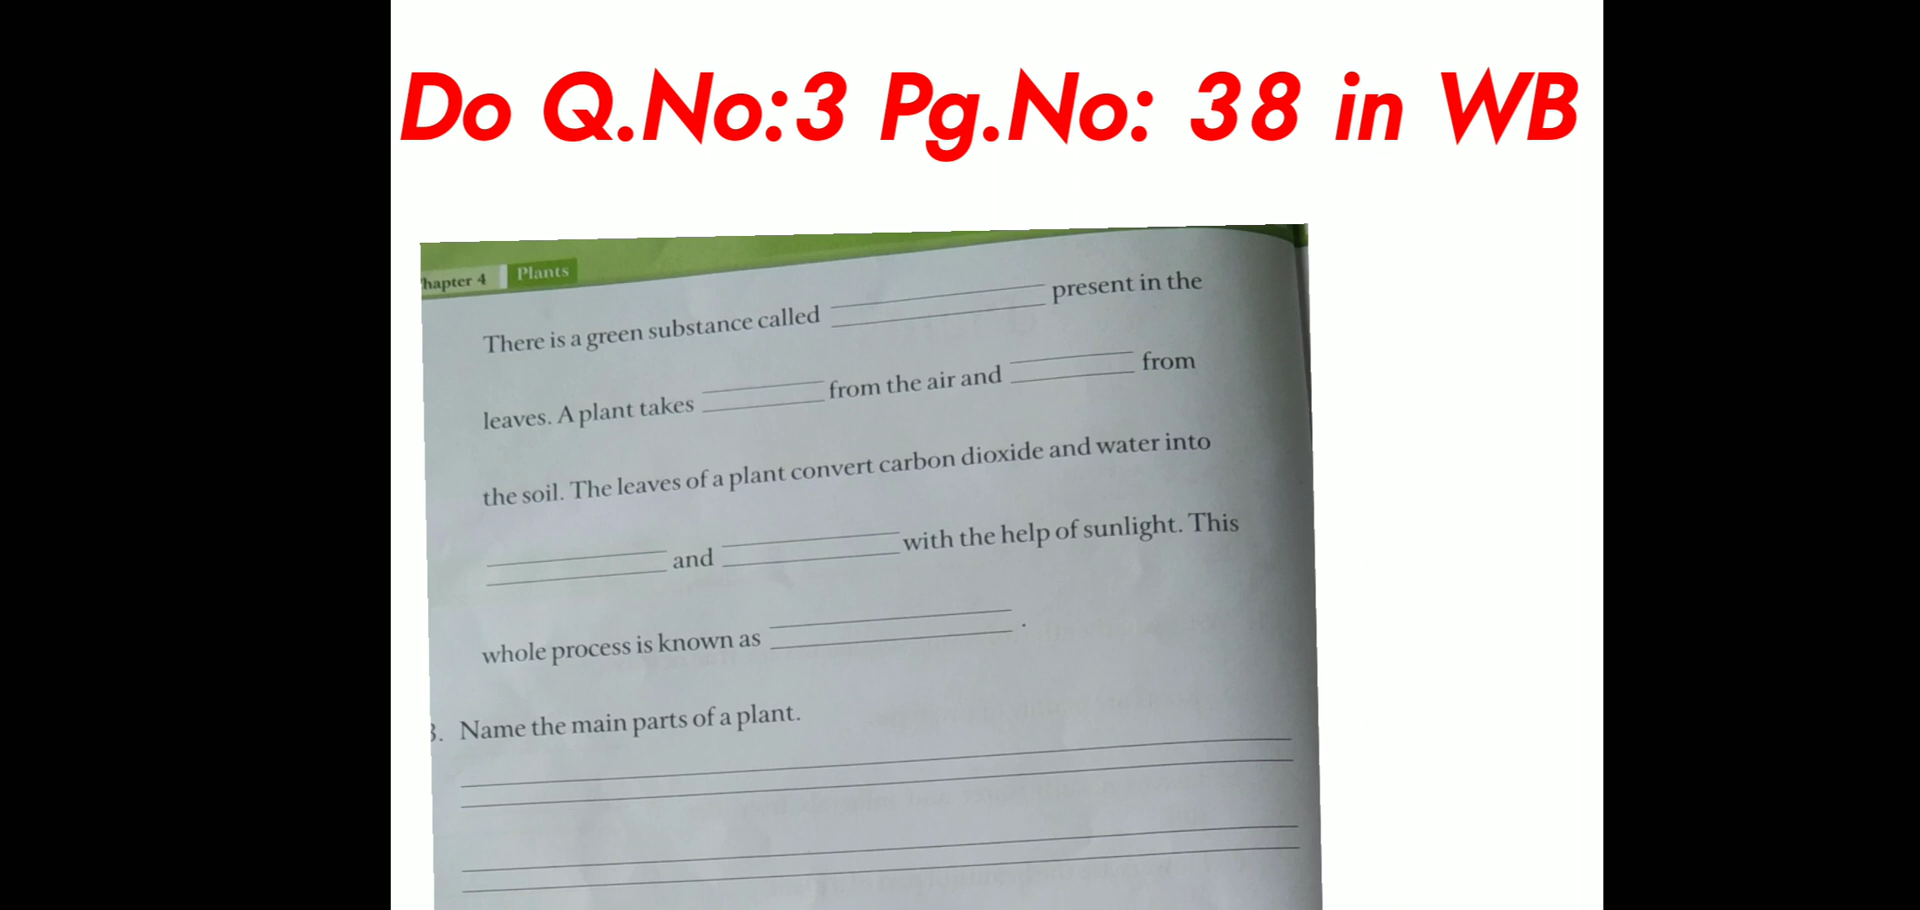 Do Q.No:3 Pg.No: 38 in WB
hapter 4 Plants
There is a green substance called present in the
leaves. A plant takes from the air and from
the soil. The leaves of a plant convert carbon dioxide and water into
and with the help of sunlight. This
whole process is known as .
3. Name the main parts of a plant.